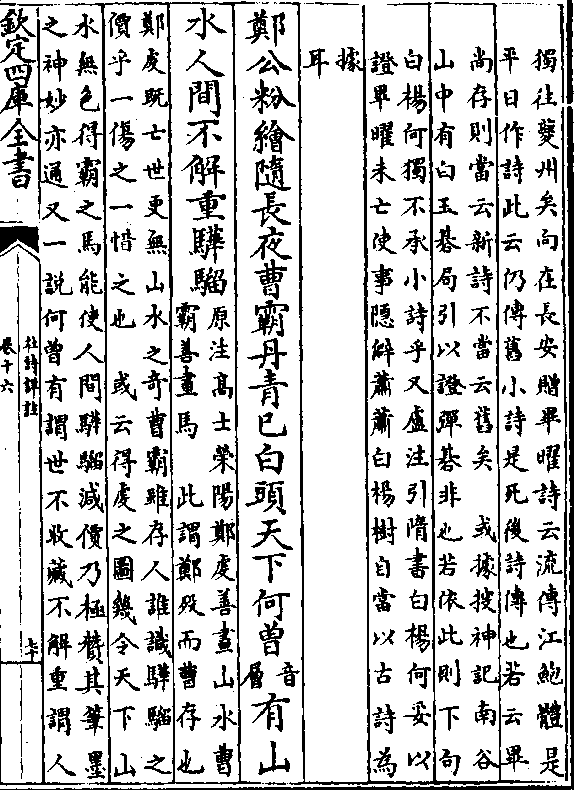 獨往夔州矣向在長安贈畢曜詩云流傳江鮑體是
平日作詩此云仍傳舊小詩是死後詩傳也若云畢
尚存則當云新詩不當云舊矣　或據搜神記南谷
山中有白玉棊局引以證彈棊非也若依此則下句
白楊何獨不承小詩乎又盧注引隋書白楊何妥以
證畢曜未亡使事隱僻蕭蕭白楊樹自當以古詩為
據
耳
鄭公粉繪隨長夜曹霸丹青已白頭天下何曾
音
層
有山
水人間不解重驊騮
原注高士滎陽鄭虔善畫山水曹
霸善畫馬　此謂鄭歿而曹存也
鄭虔既亡世更無山水之奇曹霸雖存人誰識驊騮之
價乎一傷之一惜之也　或云得虔之圖幾令天下山
水無色得霸之馬能使人間驊騮減價乃極贊其筆墨
之神妙亦通又一說何曾有謂世不收藏不解重謂人
欽定四庫全書
杜詩詳註
卷十六
七十